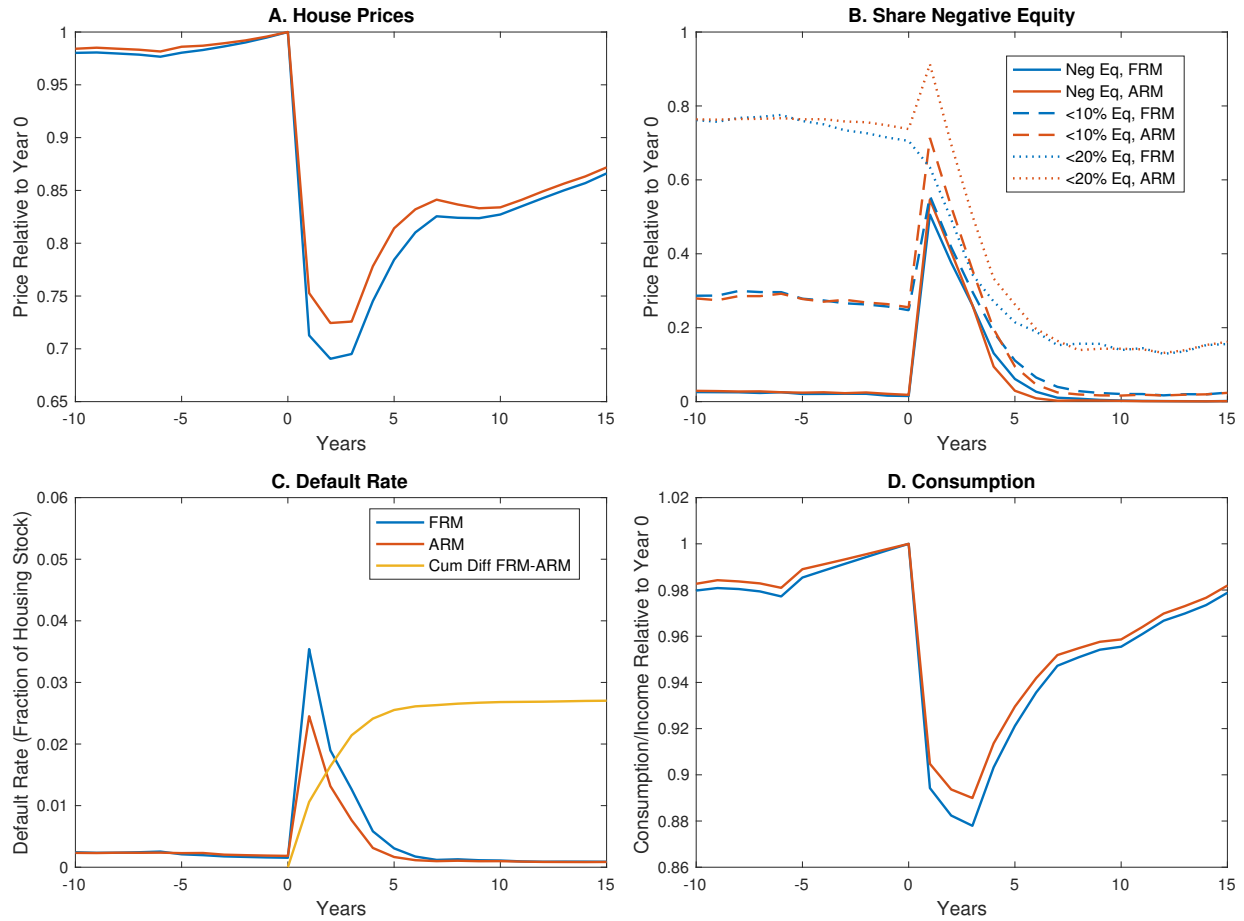 A. House Prices
Price Relative to Year 0
1
0.95
0.9
0.85
0.8
0.75
0.7
0.65
-10
-5
0
5
10
15
Years
B. Share Negative Equity
Price Relative to Year 0
1
0.8
0.6
0.4
0.2
0
-10
-5
0
5
10
15
Years
Neg Eq, FRM
Neg Eq, ARM
<10% Eq, FRM
<10% Eq, ARM
<20% Eq, FRM
<20% Eq, ARM
C. Default Rate
Default Rate (Fraction of Housing Stock)
0.06
0.05
0.04
0.03
0.02
0.01
0
-10
-5
0
5
10
15
Years
FRM
ARM
Cum Diff FRM-ARM
D. Consumption
Consumption/Income Relative to Year 0
1.02
1
0.98
0.96
0.94
0.92
0.9
0.88
0.86
-10
-5
0
5
10
15
Years